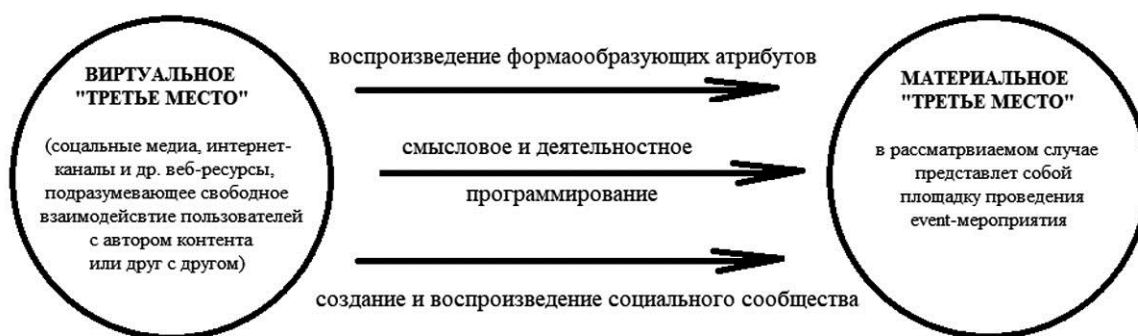 ВИРТУАЛЬНОЕ
"ТРЕТЬЕ МЕСТО"
(соцальные медиа, интернет-
каналы и др. веб-ресурсы,
подразумевающее свободное
взаимодейсвтие пользователей
с автором контента
или друг с другом)
воспроизведение формаообразующих атрибутов
смысловое и деятельностное
программирование
создание и воспроизведение социального сообщества
МАТЕРИАЛЬНОЕ
"ТРЕТЬЕ МЕСТО"
в рассматрвиаемом случае
представлет собой
площадку проведения
event-мероприятия